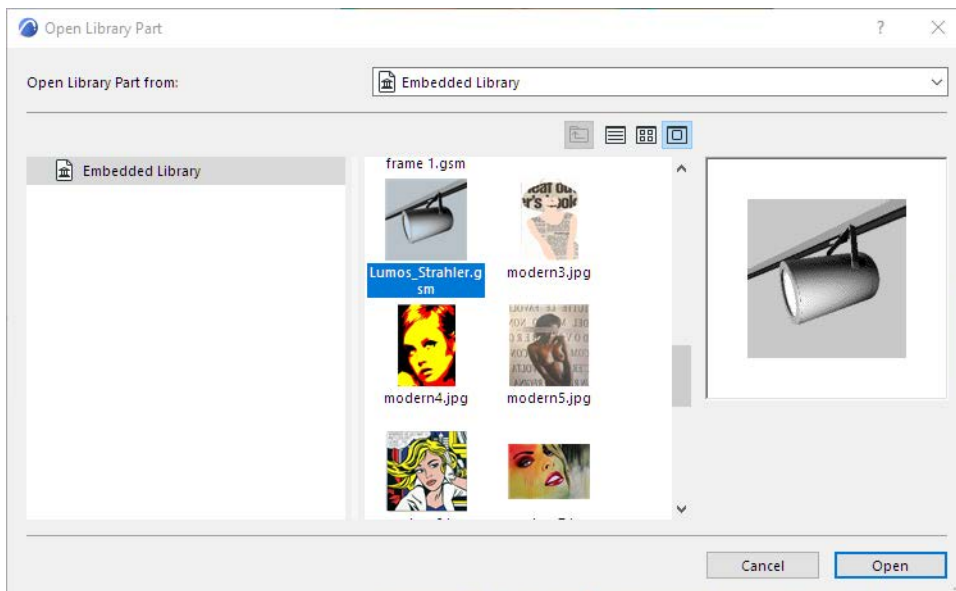 Open Library Part
?
Open Library Part from:
Embedded Library
Embedded Library
frame 1.gsm
Lumos_Strahler.g
sm
modern3.jpg
modern4.jpg
modern5.jpg
Cancel
Open